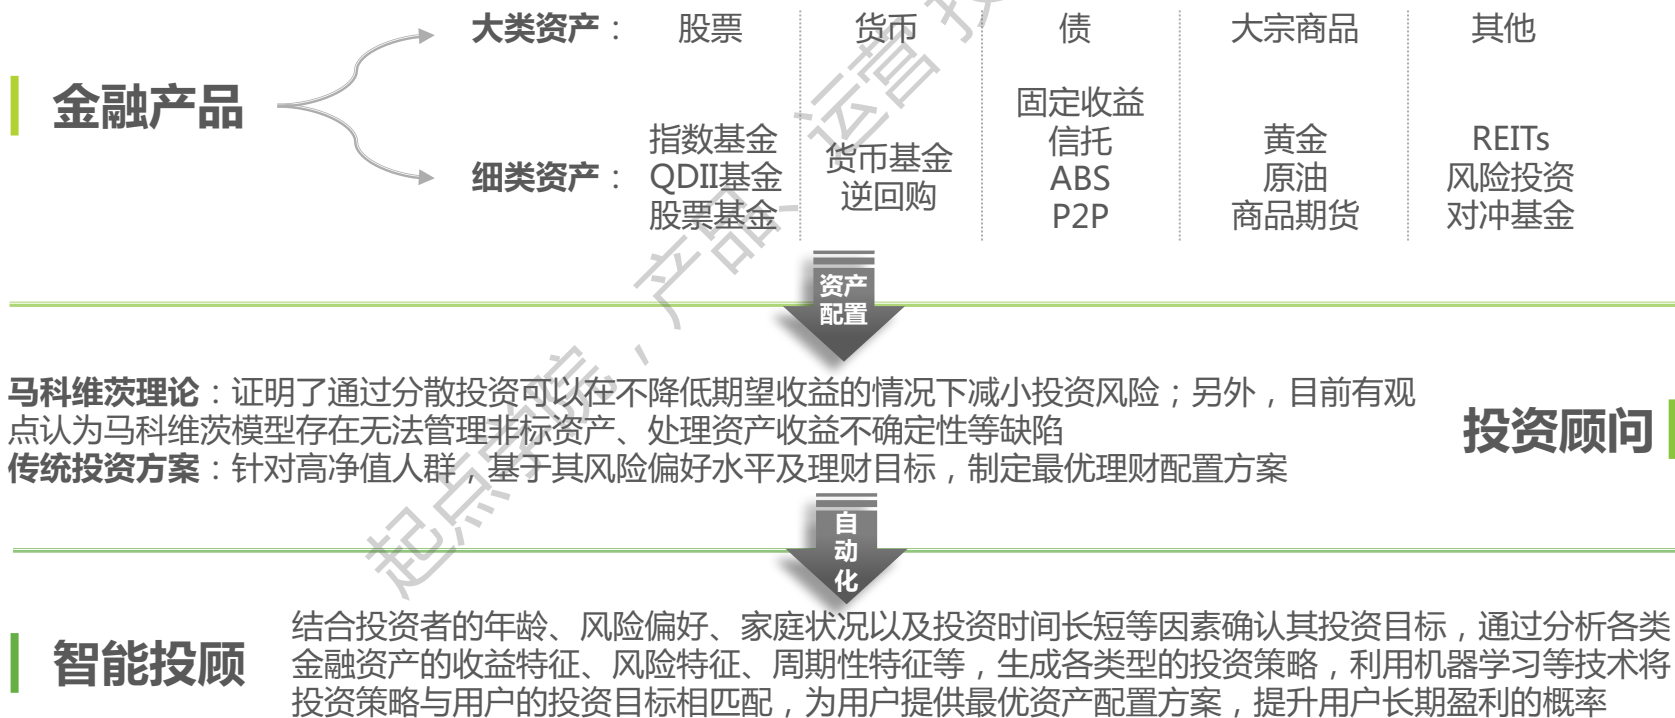 大类资产： 股票 货币 债 大宗商品 其他
金融产品
细类资产：
指数基金
QDII基金
股票基金
货币基金
逆回购
固定收益
信托
ABS
P2P
黄金
原油
商品期货
REITs
风险投资
对冲基金
资产
配置
马科维茨理论：证明了通过分散投资可以在不降低期望收益的情况下减小投资风险；另外，目前有观
点认为马科维茨模型存在无法管理非标资产、处理资产收益不确定性等缺陷
传统投资方案：针对高净值人群，基于其风险偏好水平及理财目标，制定最优理财配置方案
投资顾问
自
动
化
智能投顾
结合投资者的年龄、风险偏好、家庭状况以及投资时间长短等因素确认其投资目标，通过分析各类
金融资产的收益特征、风险特征、周期性特征等，生成各类型的投资策略，利用机器学习等技术将
投资策略与用户的投资目标相匹配，为用户提供最优资产配置方案，提升用户长期盈利的概率
起点学院，产品、运营